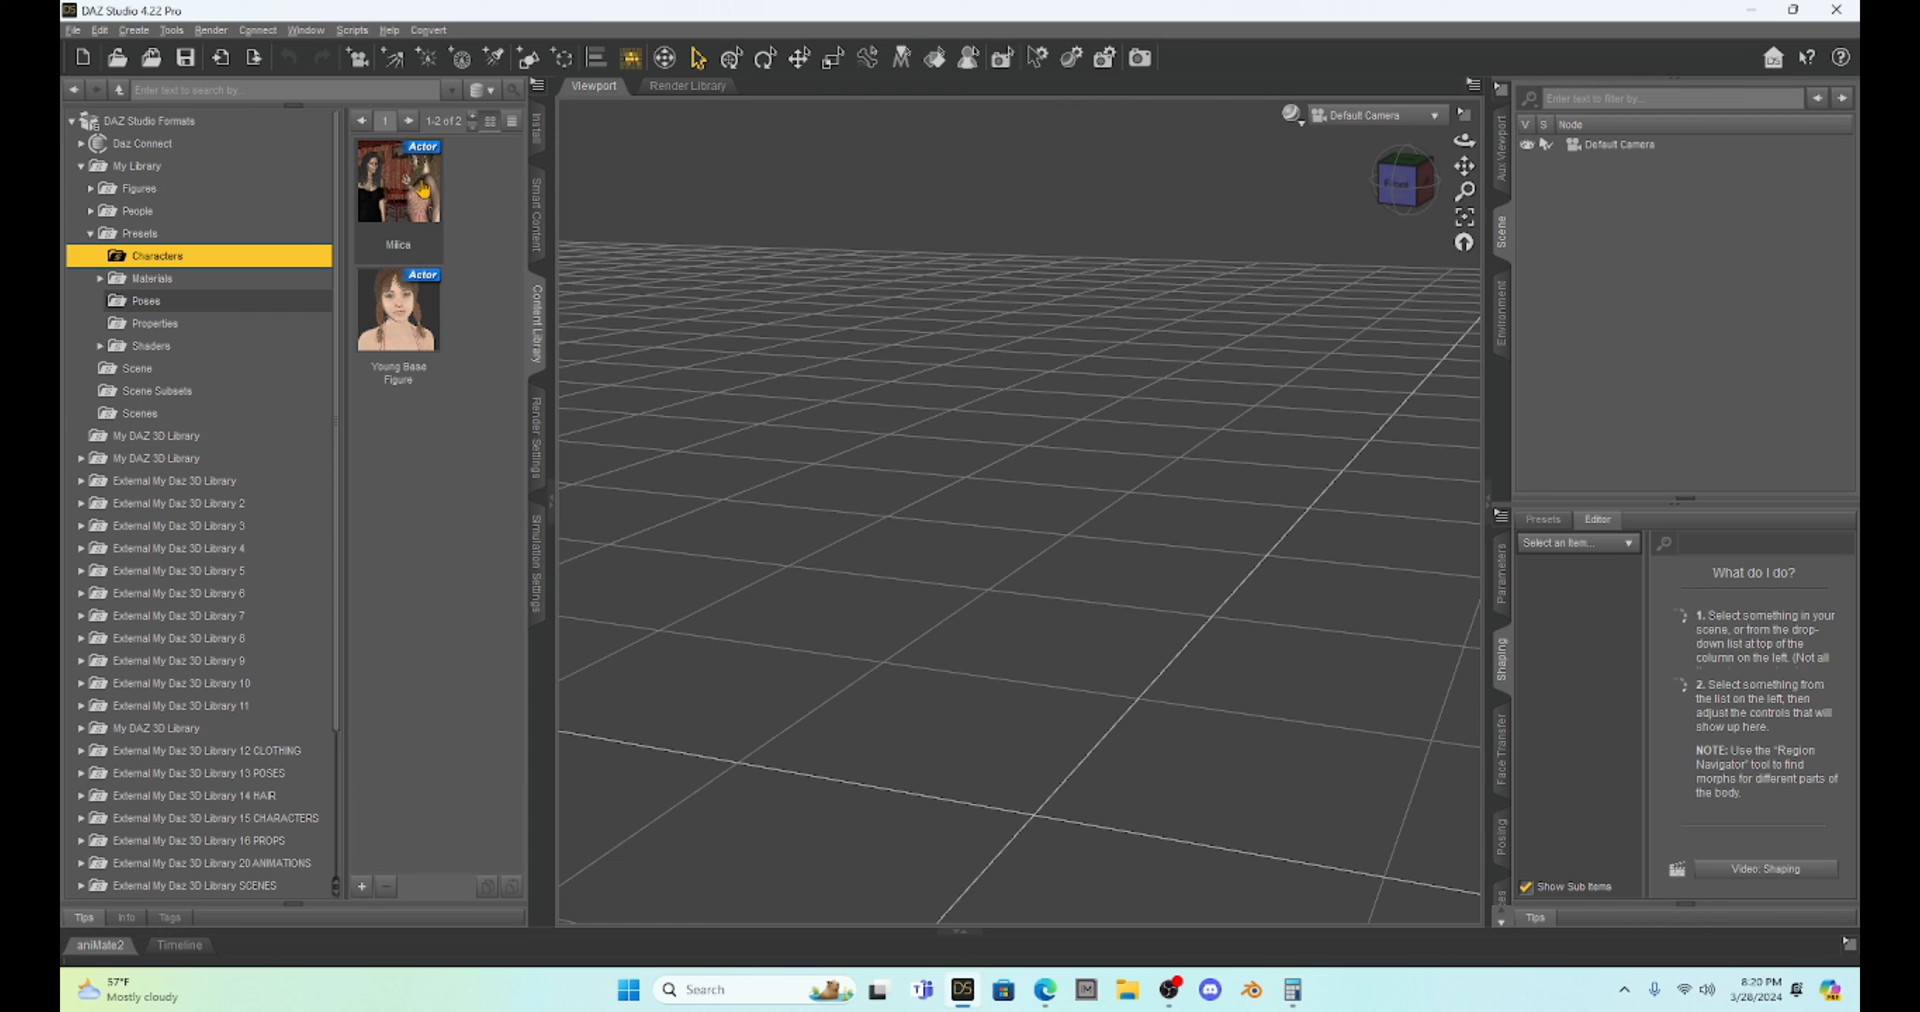 DAZ Studio 4.22 Pro
File Edit Create Tools Render Connect Window Scripts Help Convert
Enter text to search by...
DAZ Studio Formats
Daz Connect
My Library
Figures
People
Presets
Characters
Materials
Poses
Properties
Shaders
Scene
Scene Subsets
Scenes
My DAZ 3D Library
My DAZ 3D Library
External My Daz 3D Library
External My Daz 3D Library 2
External My Daz 3D Library 3
External My Daz 3D Library 4
External My Daz 3D Library 5
External My Daz 3D Library 6
External My Daz 3D Library 7
External My Daz 3D Library 8
External My Daz 3D Library 9
External My Daz 3D Library 10
External My Daz 3D Library 11
My DAZ 3D Library
External My Daz 3D Library 12 CLOTHING
External My Daz 3D Library 13 POSES
External My Daz 3D Library 14 HAIR
External My Daz 3D Library 15 CHARACTERS
External My Daz 3D Library 16 PROPS
External My Daz 3D Library 20 ANIMATIONS
External My Daz 3D Library SCENES
Tips Info Tags
aniMate2 Timeline
1 1-2 of 2
Actor
Milica
Actor
Young Base
Figure
Install
Smart Content
Content Library
Render Settings
Simulation Settings
Viewport Render Library
Default Camera
Front
Aux Viewport
Scene
Environment
Enter text to filter by...
V S Node
Default Camera
Parameters
Shaping
Face Transfer
Posing
Presets Editor
Select an Item...
What do I do?
1. Select something in your
scene, or from the drop-
down list at top of the
column on the left. (Not all
2. Select something from
the list on the left, then
adjust the controls that will
show up here.
NOTE: Use the "Region
Navigator" tool to find
morphs for different parts of
the body.
Video: Shaping
Show Sub Items
Tips
57°F
Mostly cloudy
Search
8:20 PM
3/28/2024